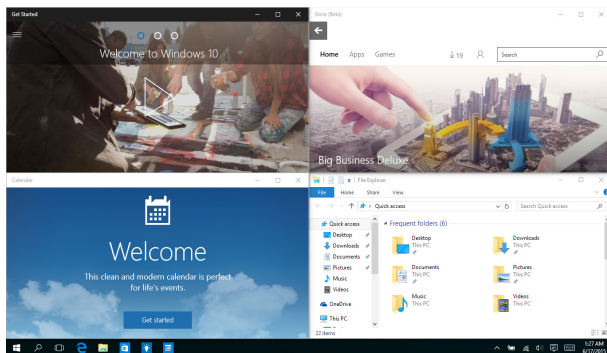 Get Started
Welcome to Windows 10
Store (Beta)
Home Apps Games 19 Search
Big Business Deluxe
Calendar
Welcome
This clean and modern calendar is perfect
for life's events.
Get started
File Explorer
File Home Share View
Quick access Search Quick access
Quick access
Desktop
Downloads
Documents
Pictures
Music
Videos
OneDrive
This PC
Frequent folders (6)
Desktop
This PC
Downloads
This PC
Documents
This PC
Pictures
This PC
Music
This PC
Videos
This PC
22 items
1:27 AM
6/17/2015